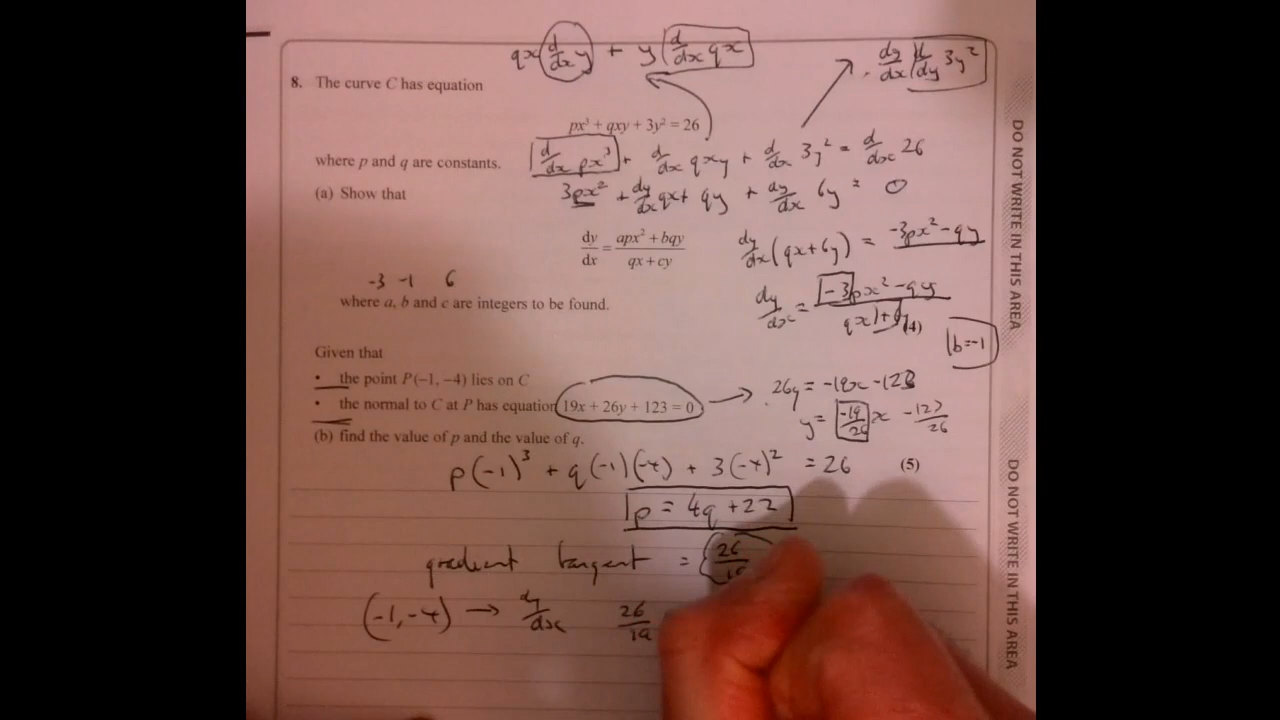 qx d/dx y + y d/dx qx
dy/dx d/dy 3y²
8. The curve C has equation
px³ + qxy + 3y² = 26
where p and q are constants.
d/dx px³ + d/dx qxy + d/dx 3y² = d/dx 26
(a) Show that
3px² + dy/dx qx + qy + dy/dx 6y = 0
dy/dx = apx² + bqy / qx + cy
dy/dx (qx + 6y) = -3px² - qy
-3 -1 6
where a, b and c are integers to be found.
dy/dx = -3px² - qy / qx + 6y
(4)
b = -1
Given that
• the point P(−1, −4) lies on C
26y = -19x - 123
• the normal to C at P has equation 19x + 26y + 123 = 0
y = -19/26 x - 123/26
(b) find the value of p and the value of q.
p(-1)³ + q(-1)(-4) + 3(-4)² = 26
(5)
p = 4q + 22
gradient tangent = 26/19
(-1, -4) → dy/dx 26/19
DO NOT WRITE IN THIS AREA
DO NOT WRITE IN THIS AREA